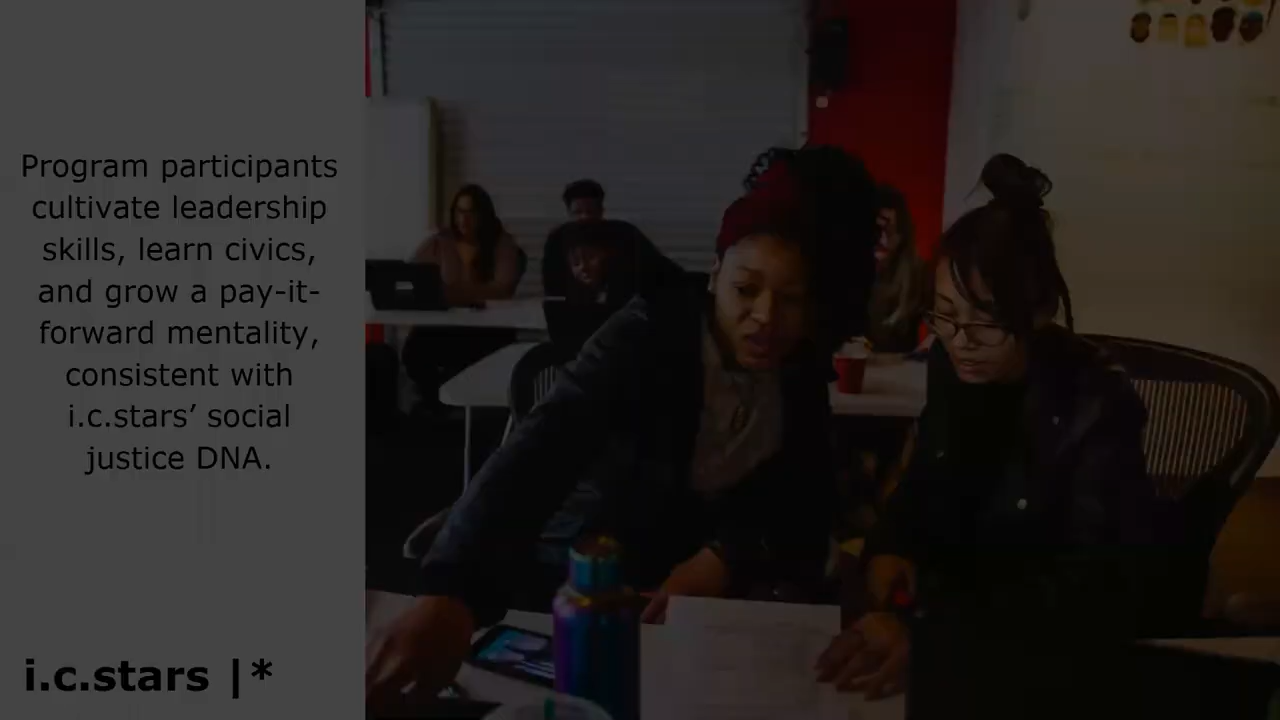 Program participants
cultivate leadership
skills, learn civics,
and grow a pay-it-
forward mentality,
consistent with
i.c.stars’ social
justice DNA.
i.c.stars |*